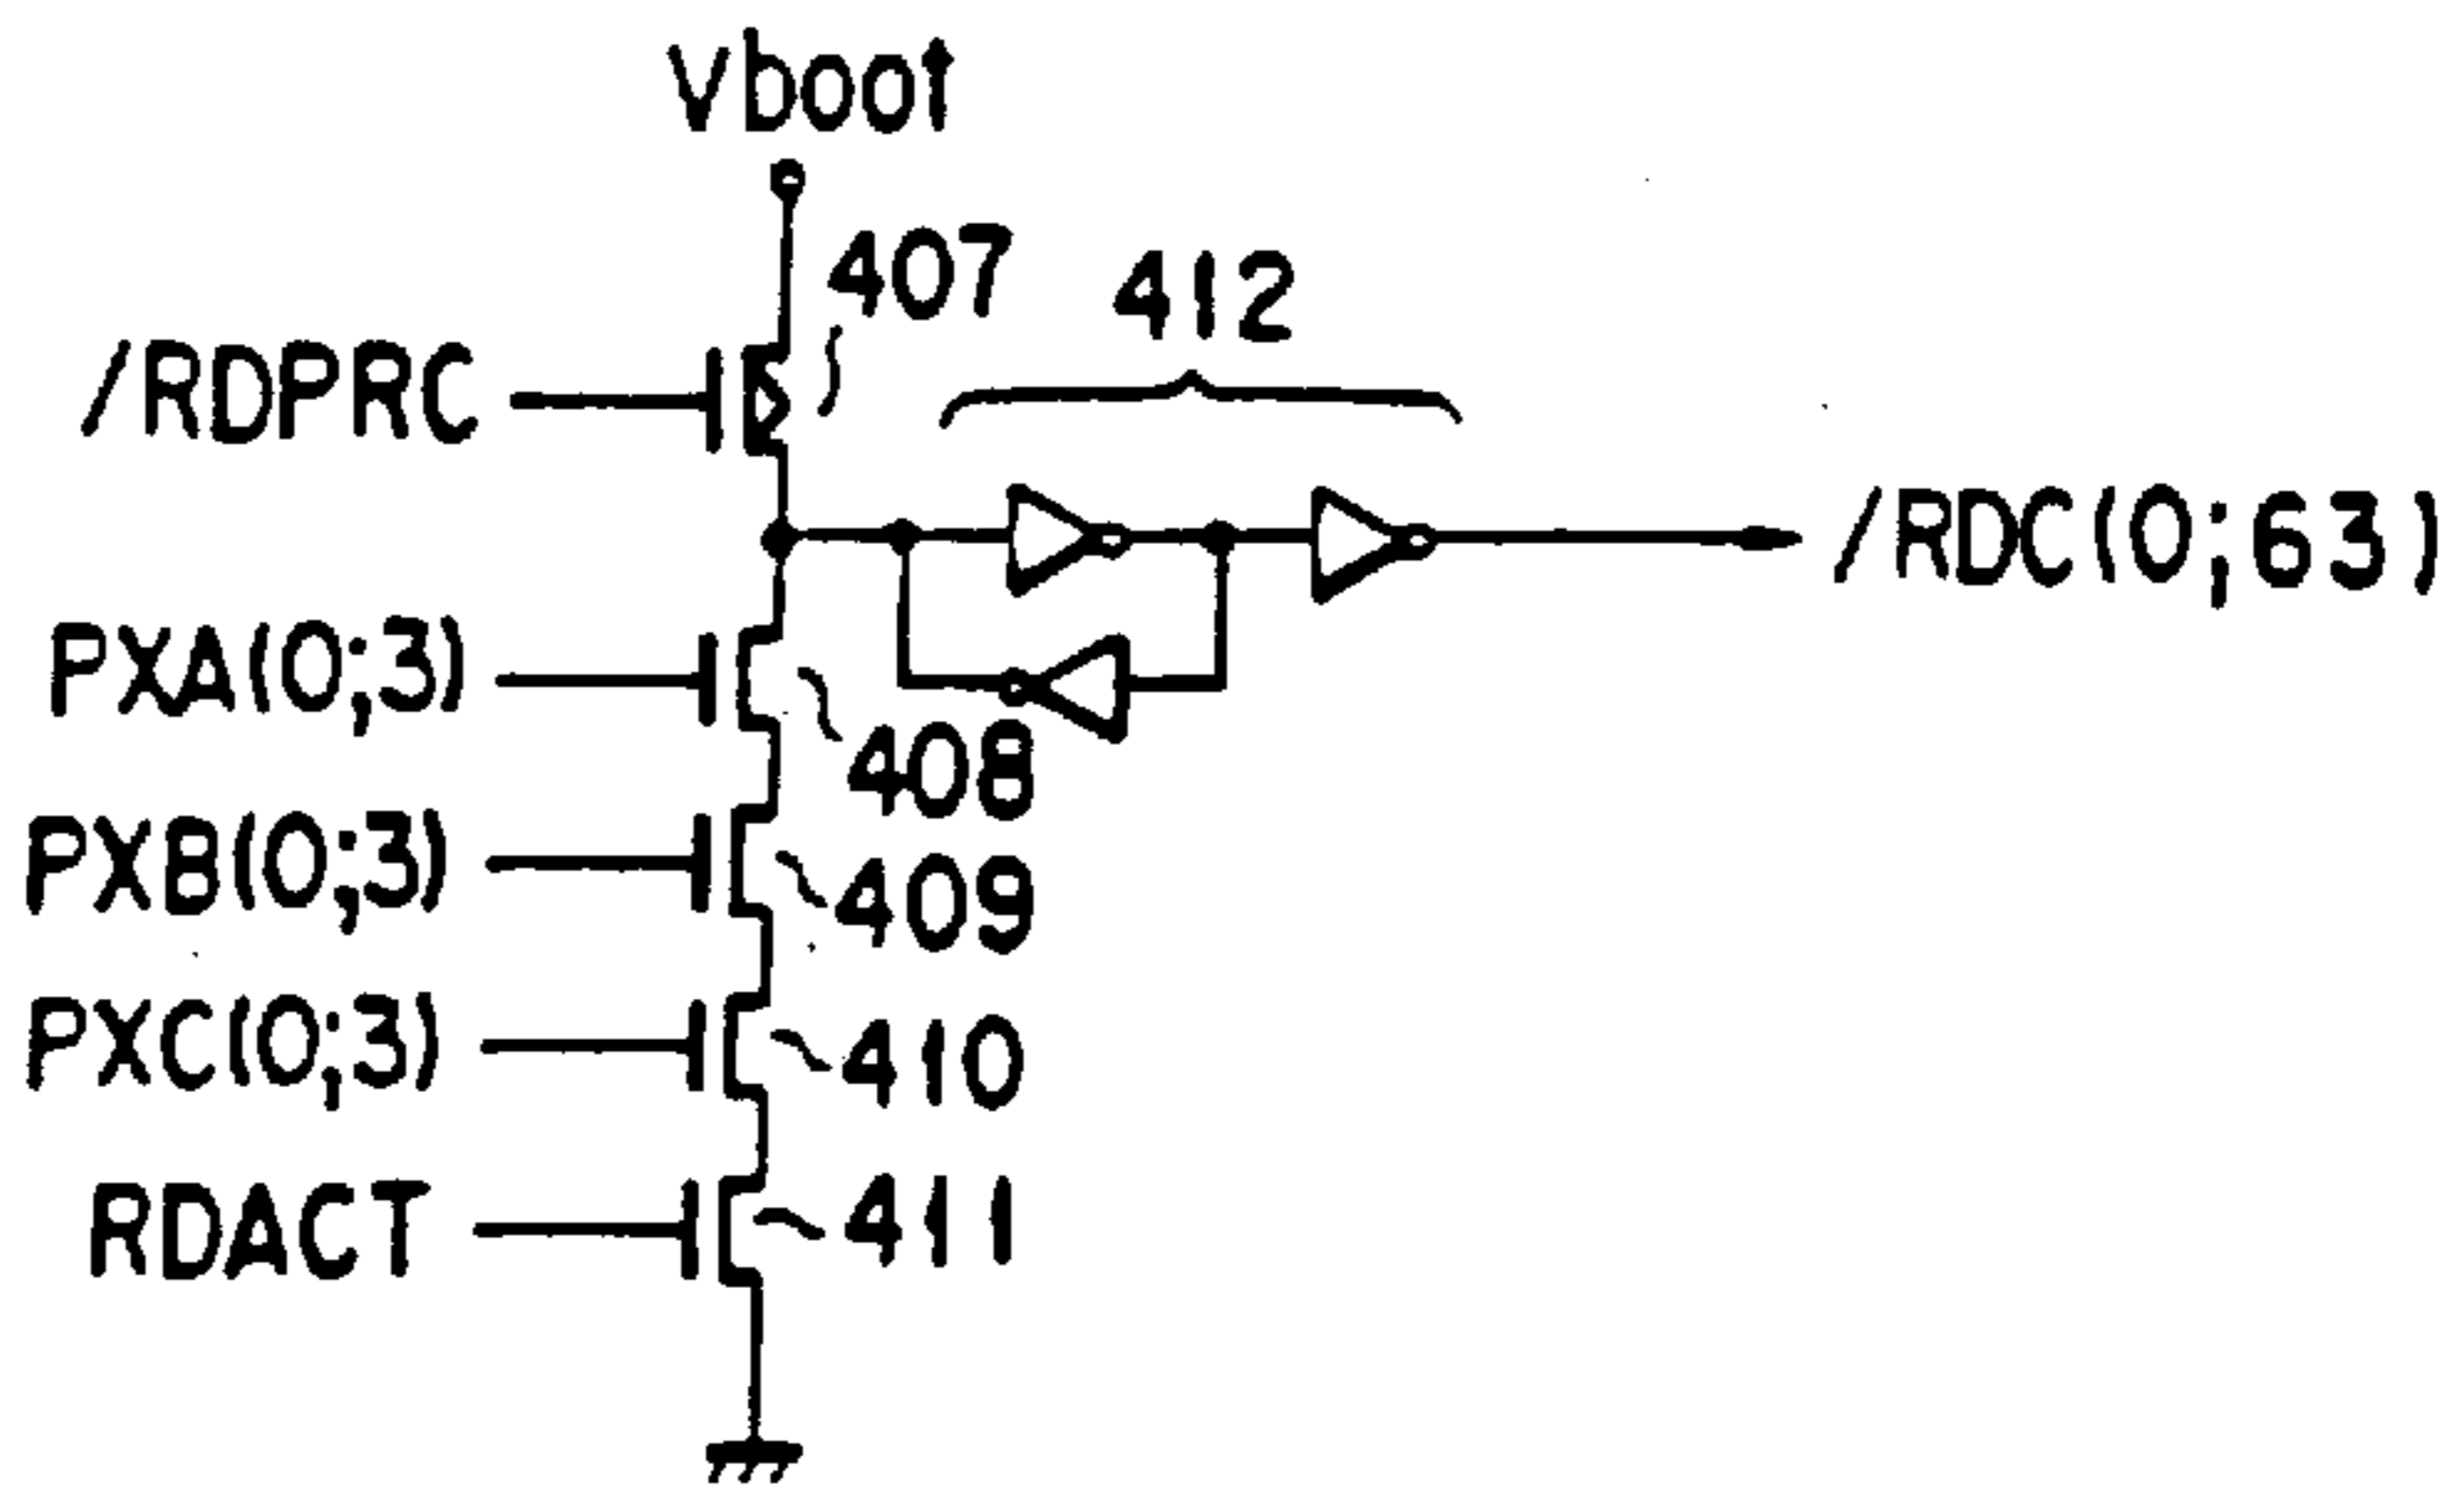 Vboot
407
412
/RDPRC
/RDC(0;63)
PXA(0;3)
408
PXB(0;3)
409
PXC(0;3)
410
RDACT
411